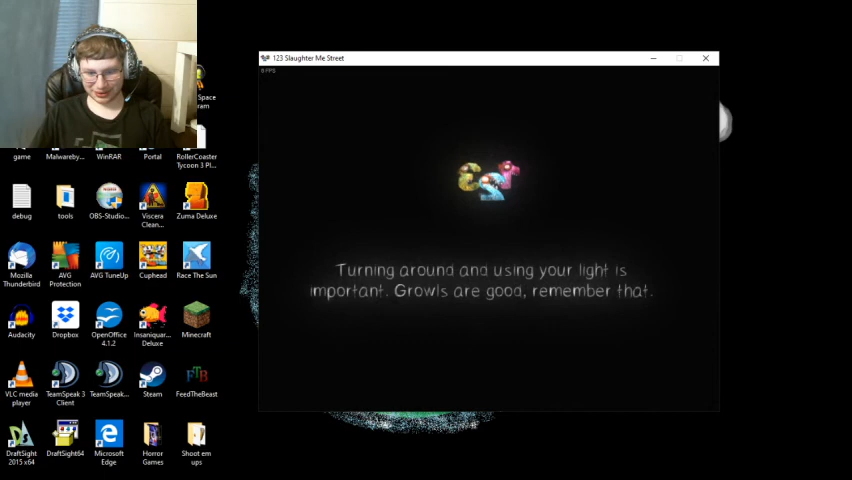 123 Slaughter Me Street
6 FPS
Space
ram
game
Malwareby...
WinRAR
Portal
RollerCoaster
Tycoon 3 Pl...
debug
tools
OBS-Studio...
Viscera
Clean...
Zuma Deluxe
Turning around and using your light is
important. Growls are good, remember that.
Mozilla
Thunderbird
AVG
Protection
AVG TuneUp
Cuphead
Race The Sun
Audacity
Dropbox
OpenOffice
4.1.2
Insaniquar...
Deluxe
Minecraft
VLC media
player
TeamSpeak 3
Client
TeamSpeak...
Steam
FTB
FeedTheBeast
DraftSight
2015 x64
DraftSight64
Microsoft
Edge
Horror
Games
Shoot em
ups